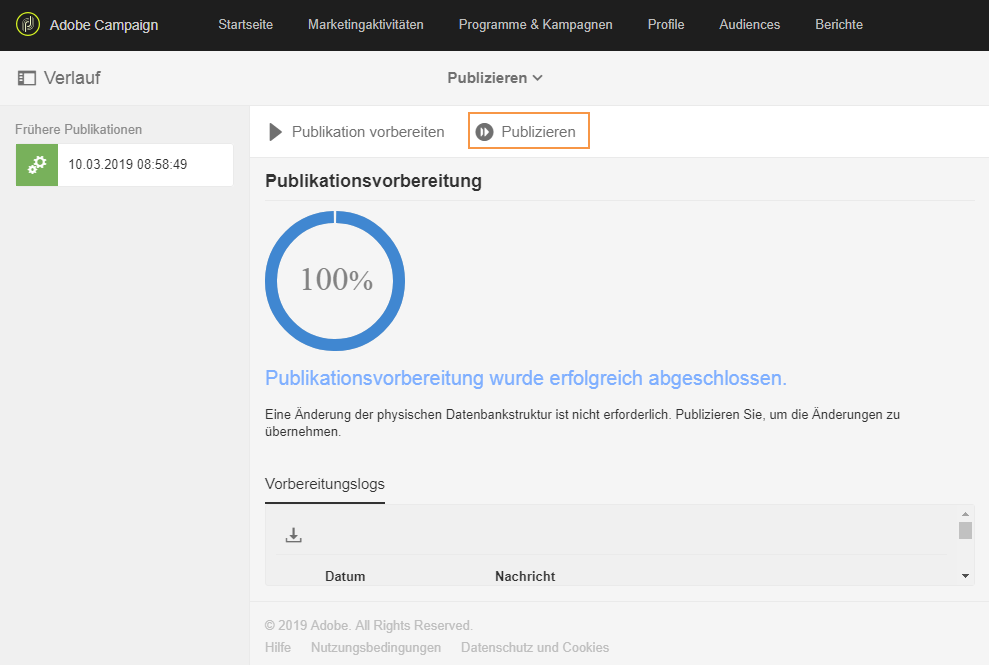 Adobe Campaign Startseite Marketingaktivitäten Programme & Kampagnen Profile Audiences Berichte
Verlauf Publizieren
Frühere Publikationen
10.03.2019 08:58:49
Publikation vorbereiten Publizieren
Publikationsvorbereitung
100%
Publikationsvorbereitung wurde erfolgreich abgeschlossen.
Eine Änderung der physischen Datenbankstruktur ist nicht erforderlich. Publizieren Sie, um die Änderungen zu
übernehmen.
Vorbereitungslogs
Datum Nachricht
© 2019 Adobe. All Rights Reserved.
Hilfe Nutzungsbedingungen Datenschutz und Cookies